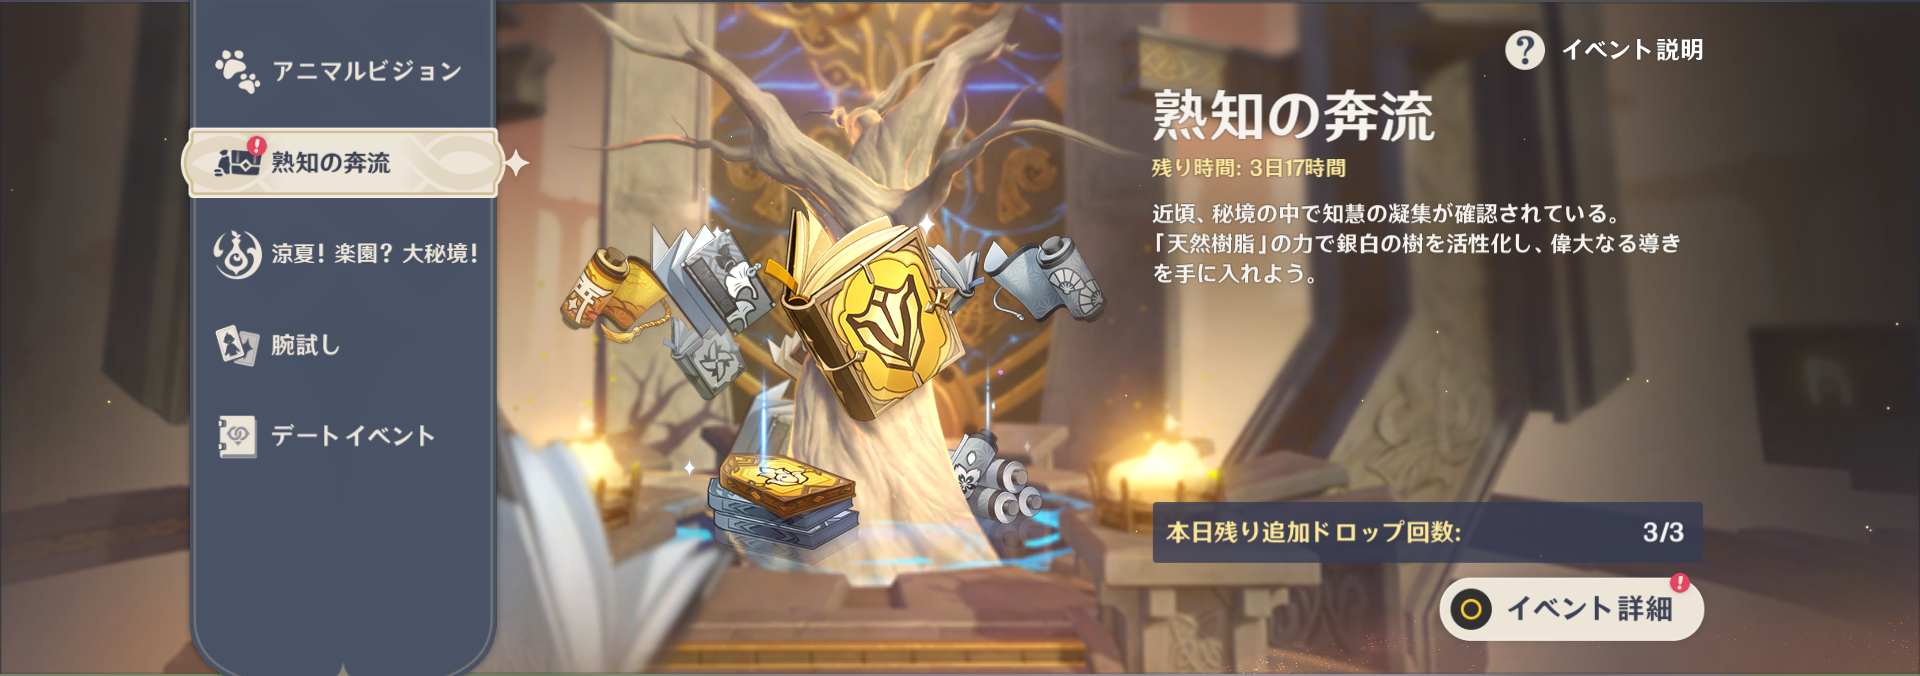 アニマルビジョン
熟知の奔流
涼夏！楽園？大秘境！
腕試し
デートイベント
イベント説明
熟知の奔流
残り時間: 3日17時間
近頃、秘境の中で知慧の凝集が確認されている。
「天然樹脂」の力で銀白の樹を活性化し、偉大なる導き
を手に入れよう。
本日残り追加ドロップ回数: 3/3
イベント詳細